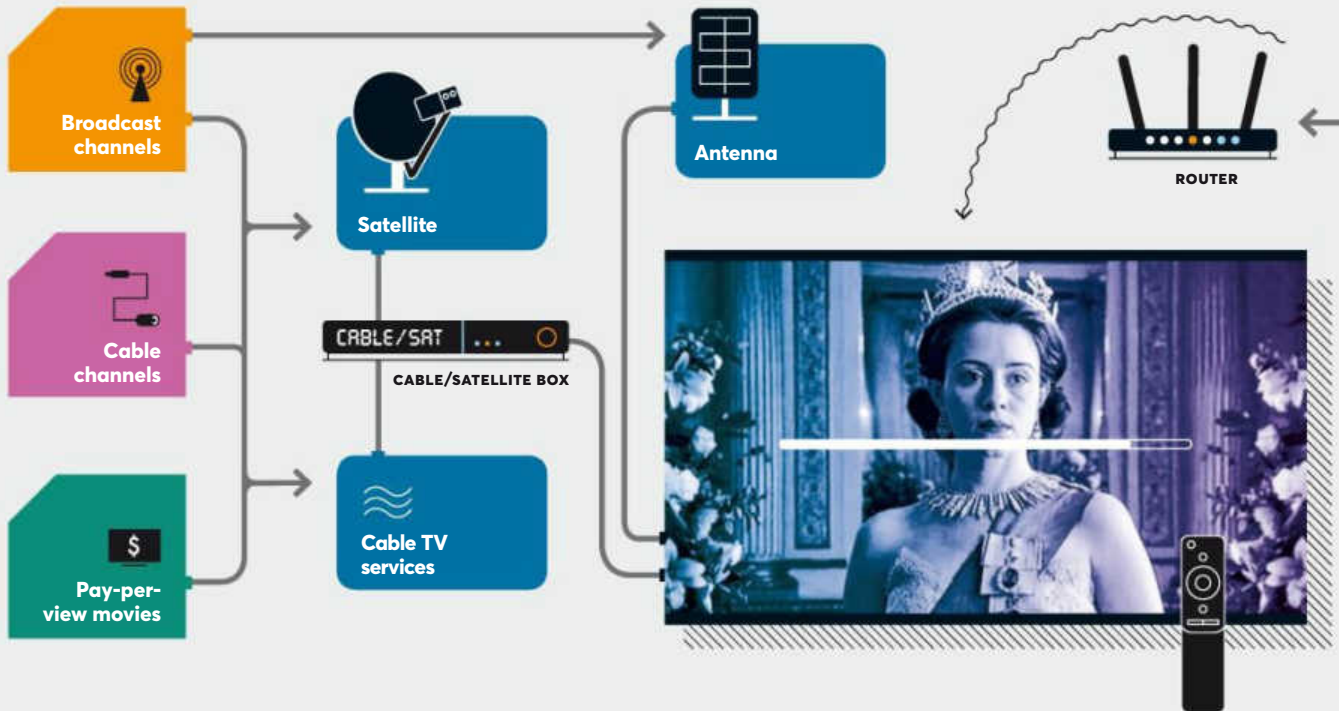 Broadcast
channels
Satellite
Antenna
ROUTER
Cable
channels
CABLE/SAT
CABLE/SATELLITE BOX
$
Pay-per-
view movies
Cable TV
services